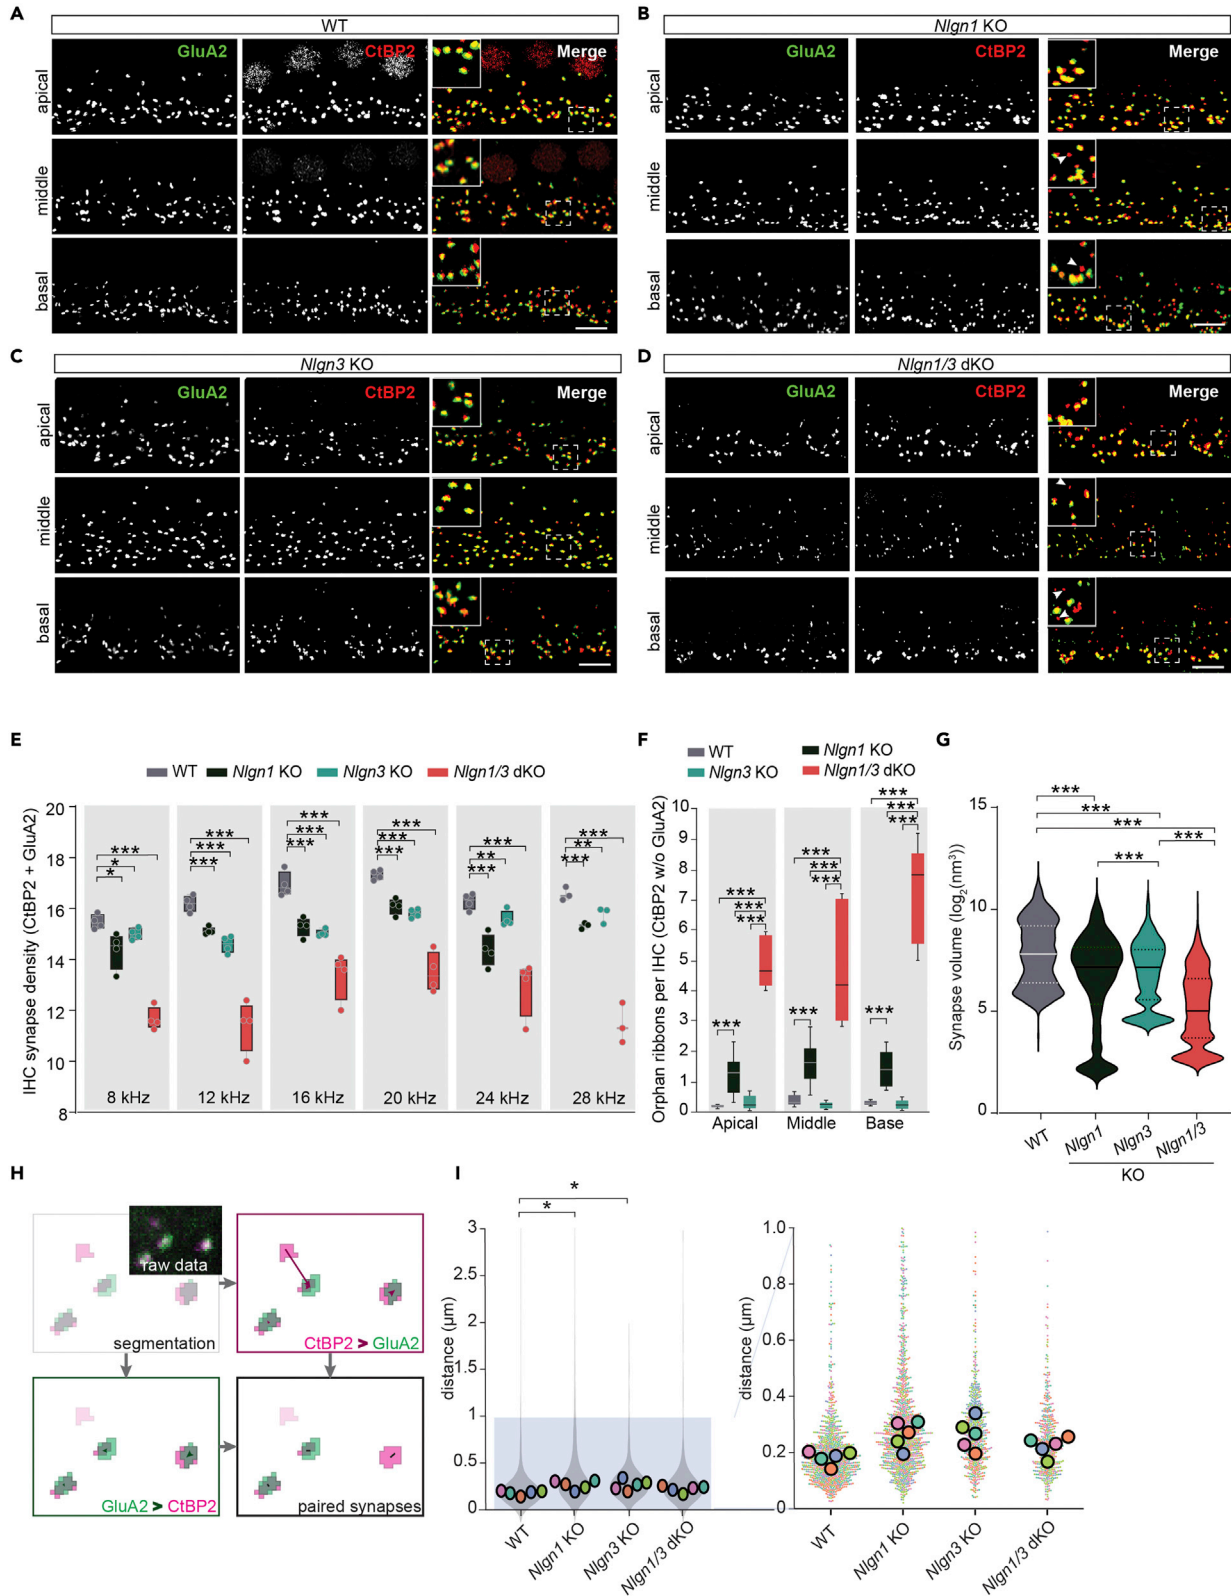 A
WT
GluA2
CtBP2
Merge
apical
middle
basal
B
Nlgn1 KO
GluA2
CtBP2
Merge
apical
middle
basal
C
Nlgn3 KO
GluA2
CtBP2
Merge
apical
middle
basal
D
Nlgn1/3 dKO
GluA2
CtBP2
Merge
apical
middle
basal
E
WT
Nlgn1 KO
Nlgn3 KO
Nlgn1/3 dKO
IHC synapse density (CtBP2 + GluA2)
20
18
16
14
12
10
8
***
*
*
***
***
***
***
***
***
***
***
***
***
**
***
***
**
***
8 kHz
12 kHz
16 kHz
20 kHz
24 kHz
28 kHz
F
WT
Nlgn1 KO
Nlgn3 KO
Nlgn1/3 dKO
Orphan ribbons per IHC (CtBP2 w/o GluA2)
10
9
8
7
6
5
4
3
2
1
0
***
***
***
***
***
***
***
***
***
***
***
***
Apical
Middle
Base
G
Synapse volume (log2(nm3))
15
10
5
0
***
***
***
***
***
WT
Nlgn1
Nlgn3
Nlgn1/3
KO
H
raw data
segmentation
CtBP2 > GluA2
GluA2 > CtBP2
paired synapses
I
*
*
distance (μm)
3
2.5
2
1.5
1
0.5
0
WT
Nlgn1 KO
Nlgn3 KO
Nlgn1/3 dKO
distance (μm)
1.0
0.8
0.6
0.4
0.2
0
WT
Nlgn1 KO
Nlgn3 KO
Nlgn1/3 dKO